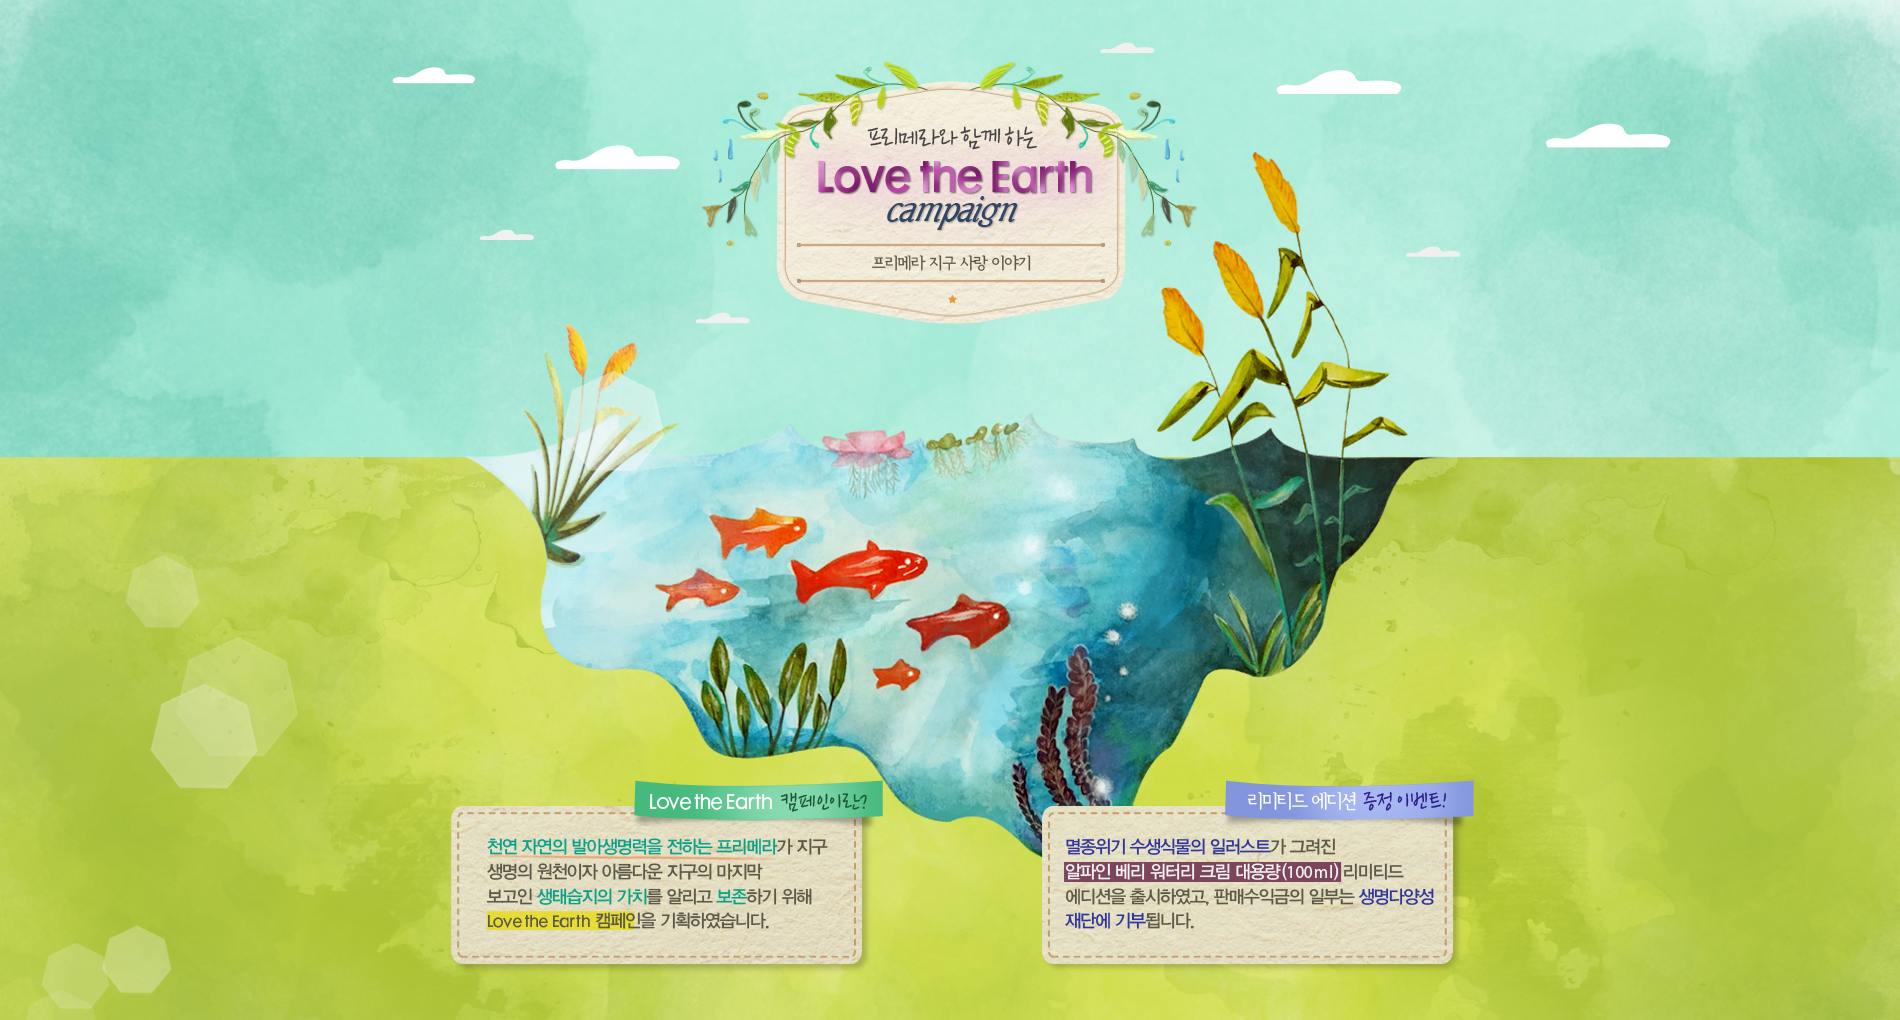 프리메라와 함께 하는
Love the Earth
campaign
프리메라 지구 사랑 이야기
Love the Earth 캠페인이란?
천연 자연의 발아생명력을 전하는 프리메라가 지구
생명의 원천이자 아름다운 지구의 마지막
보고인 생태습지의 가치를 알리고 보존하기 위해
Love the Earth 캠페인을 기획하였습니다.
리미티드 에디션 증정 이벤트!
멸종위기 수생식물의 일러스트가 그려진
알파인 베리 워터리 크림 대용량(100ml) 리미티드
에디션을 출시하였고, 판매수익금의 일부는 생명다양성
재단에 기부됩니다.